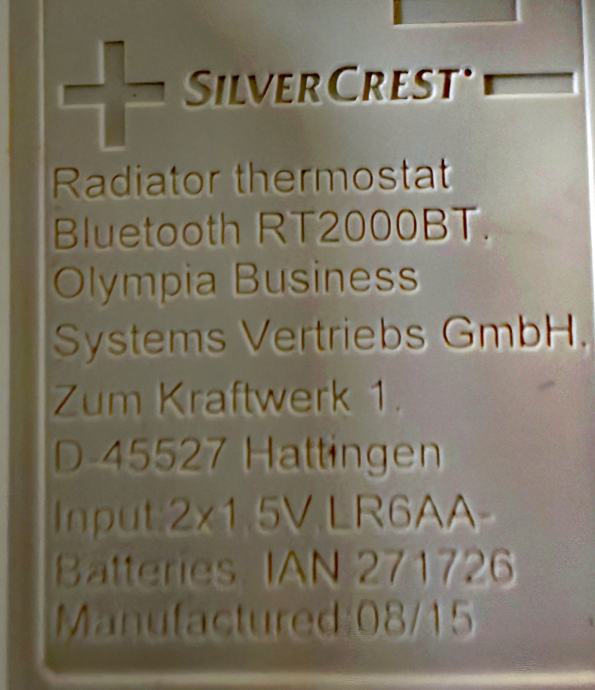 SILVERCREST®
Radiator thermostat
Bluetooth RT2000BT.
Olympia Business
Systems Vertriebs GmbH.
Zum Kraftwerk 1.
D-45527 Hattingen
Input:2x1.5V,LR6AA-
Batteries, IAN 271726
Manufactured:08/15